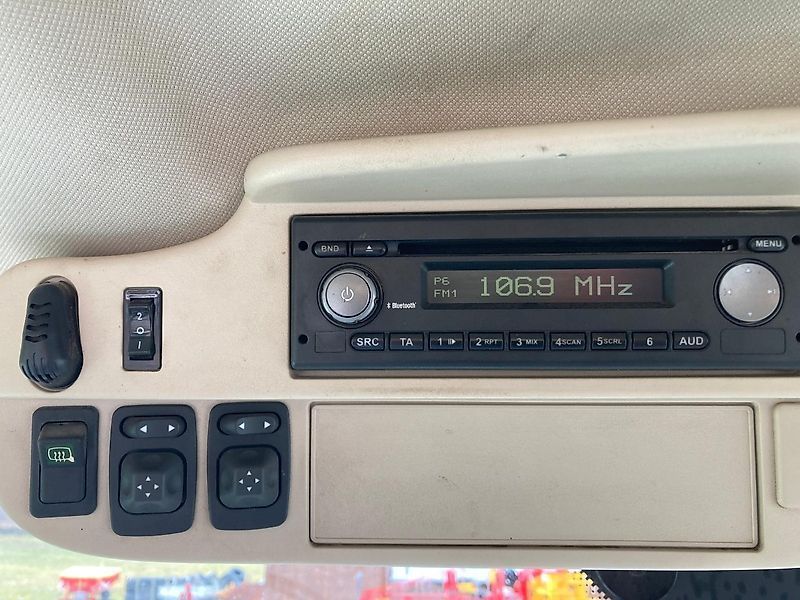 BND
MENU
P6
FM1
106.9 MHz
Bluetooth
SRC TA 1 2 RPT 3 MIX 4 SCAN 5 SCRL 6 AUD
2
0
1